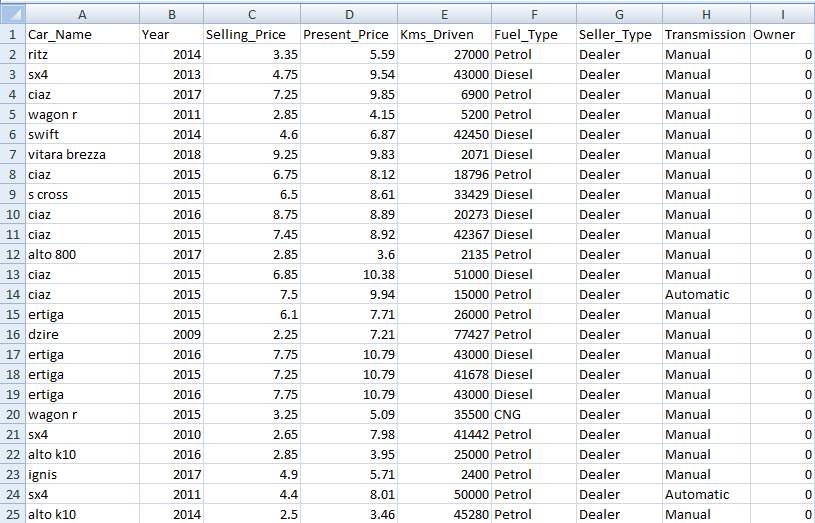 A B C D E F G H I
1 Car_Name Year Selling_Price Present_Price Kms_Driven Fuel_Type Seller_Type Transmission Owner
2 ritz 2014 3.35 5.59 27000 Petrol Dealer Manual 0
3 sx4 2013 4.75 9.54 43000 Diesel Dealer Manual 0
4 ciaz 2017 7.25 9.85 6900 Petrol Dealer Manual 0
5 wagon r 2011 2.85 4.15 5200 Petrol Dealer Manual 0
6 swift 2014 4.6 6.87 42450 Diesel Dealer Manual 0
7 vitara brezza 2018 9.25 9.83 2071 Diesel Dealer Manual 0
8 ciaz 2015 6.75 8.12 18796 Petrol Dealer Manual 0
9 s cross 2015 6.5 8.61 33429 Diesel Dealer Manual 0
10 ciaz 2016 8.75 8.89 20273 Diesel Dealer Manual 0
11 ciaz 2015 7.45 8.92 42367 Diesel Dealer Manual 0
12 alto 800 2017 2.85 3.6 2135 Petrol Dealer Manual 0
13 ciaz 2015 6.85 10.38 51000 Diesel Dealer Manual 0
14 ciaz 2015 7.5 9.94 15000 Petrol Dealer Automatic 0
15 ertiga 2015 6.1 7.71 26000 Petrol Dealer Manual 0
16 dzire 2009 2.25 7.21 77427 Petrol Dealer Manual 0
17 ertiga 2016 7.75 10.79 43000 Diesel Dealer Manual 0
18 ertiga 2015 7.25 10.79 41678 Diesel Dealer Manual 0
19 ertiga 2016 7.75 10.79 43000 Diesel Dealer Manual 0
20 wagon r 2015 3.25 5.09 35500 CNG Dealer Manual 0
21 sx4 2010 2.65 7.98 41442 Petrol Dealer Manual 0
22 alto k10 2016 2.85 3.95 25000 Petrol Dealer Manual 0
23 ignis 2017 4.9 5.71 2400 Petrol Dealer Manual 0
24 sx4 2011 4.4 8.01 50000 Petrol Dealer Automatic 0
25 alto k10 2014 2.5 3.46 45280 Petrol Dealer Manual 0